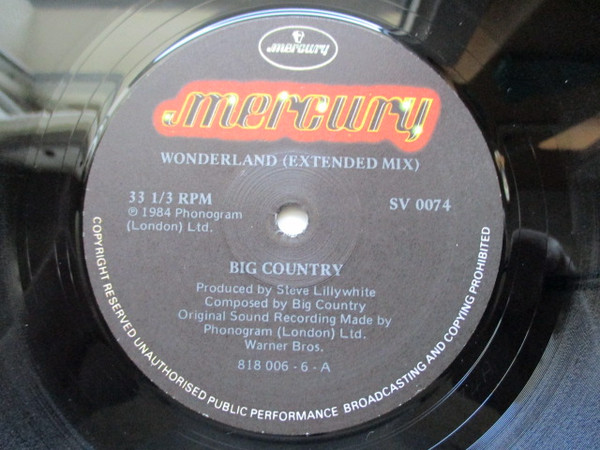 mercury
mercury
WONDERLAND (EXTENDED MIX)
33 1/3 RPM
℗ 1984 Phonogram
(London) Ltd.
SV 0074
BIG COUNTRY
Produced by Steve Lillywhite
Composed by Big Country
Original Sound Recording Made by
Phonogram (London) Ltd.
Warner Bros.
818 006 - 6 - A
COPYRIGHT RESERVED UNAUTHORISED PUBLIC PERFORMANCE BROADCASTING AND COPYING PROHIBITED